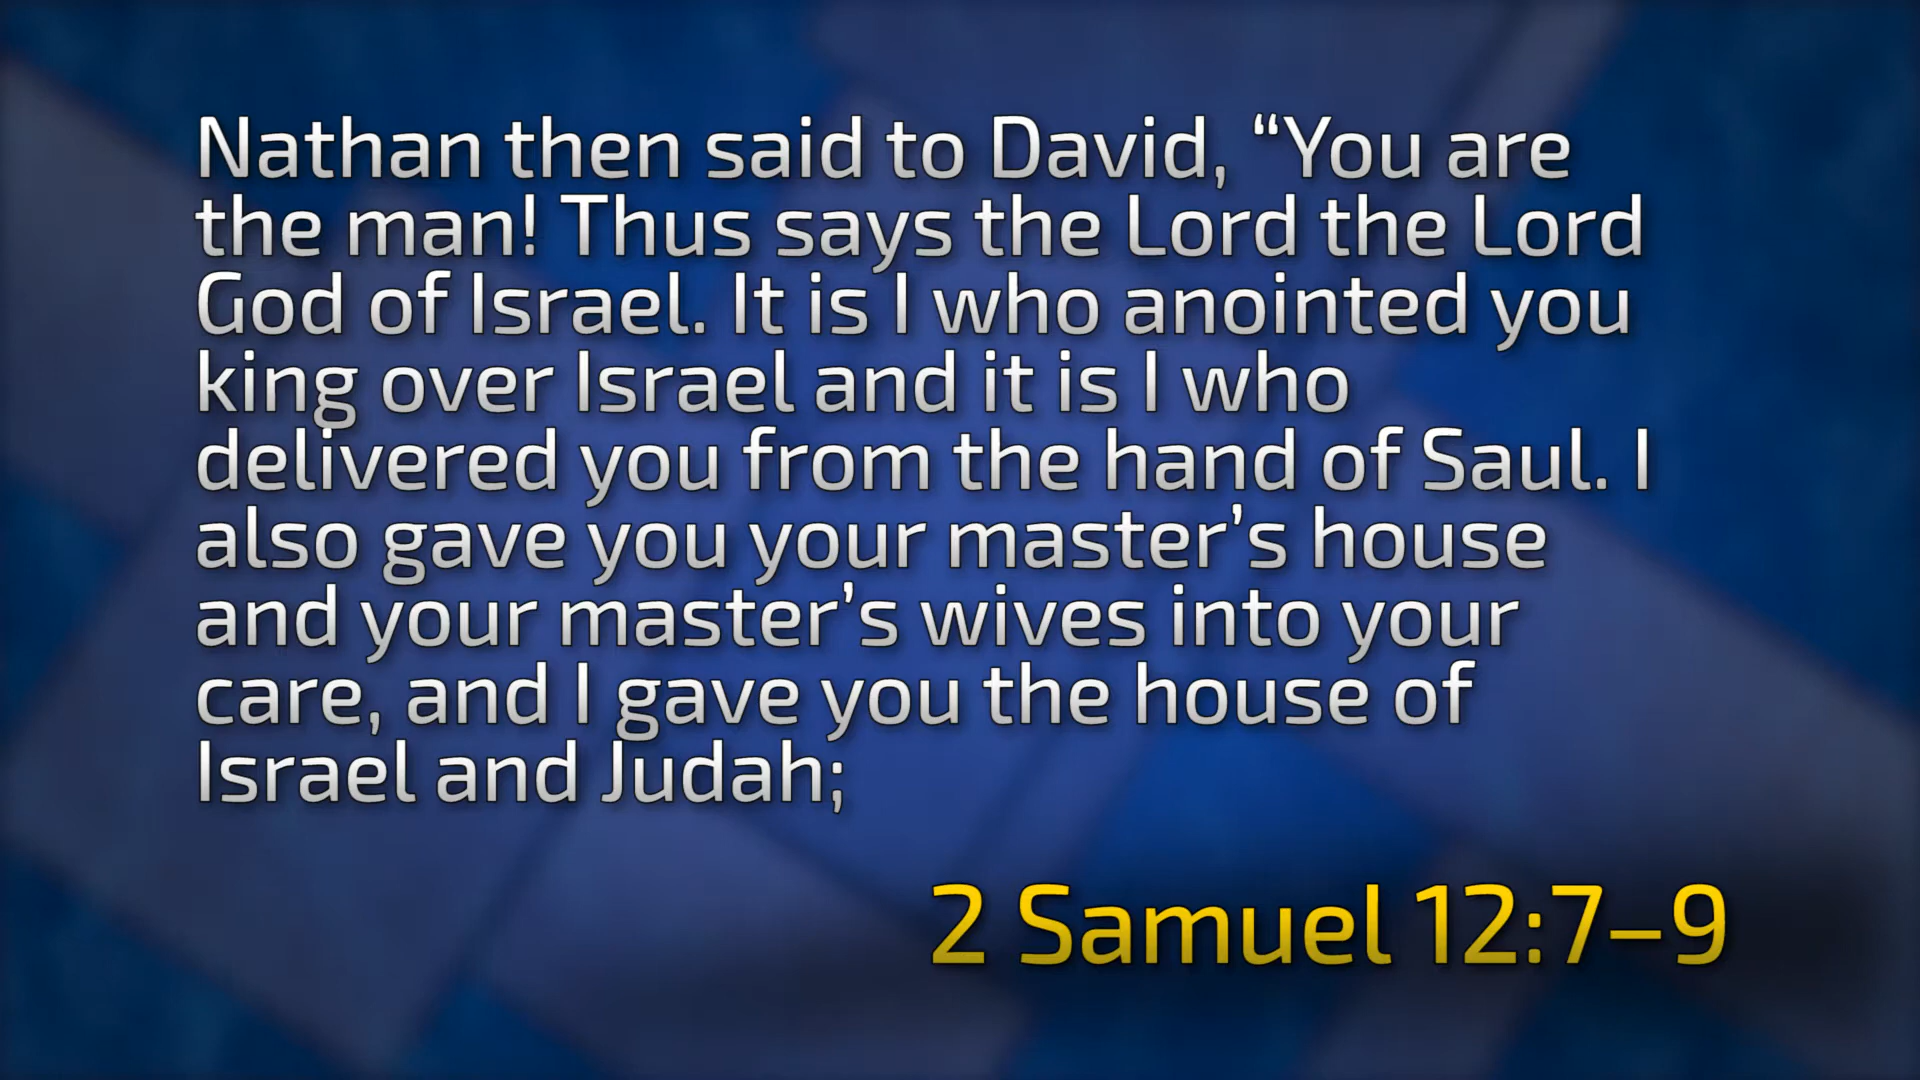 Nathan then said to David, “You are
the man! Thus says the Lord the Lord
God of Israel. It is I who anointed you
king over Israel and it is I who
delivered you from the hand of Saul. I
also gave you your master’s house
and your master’s wives into your
care, and I gave you the house of
Israel and Judah;
2 Samuel 12:7–9